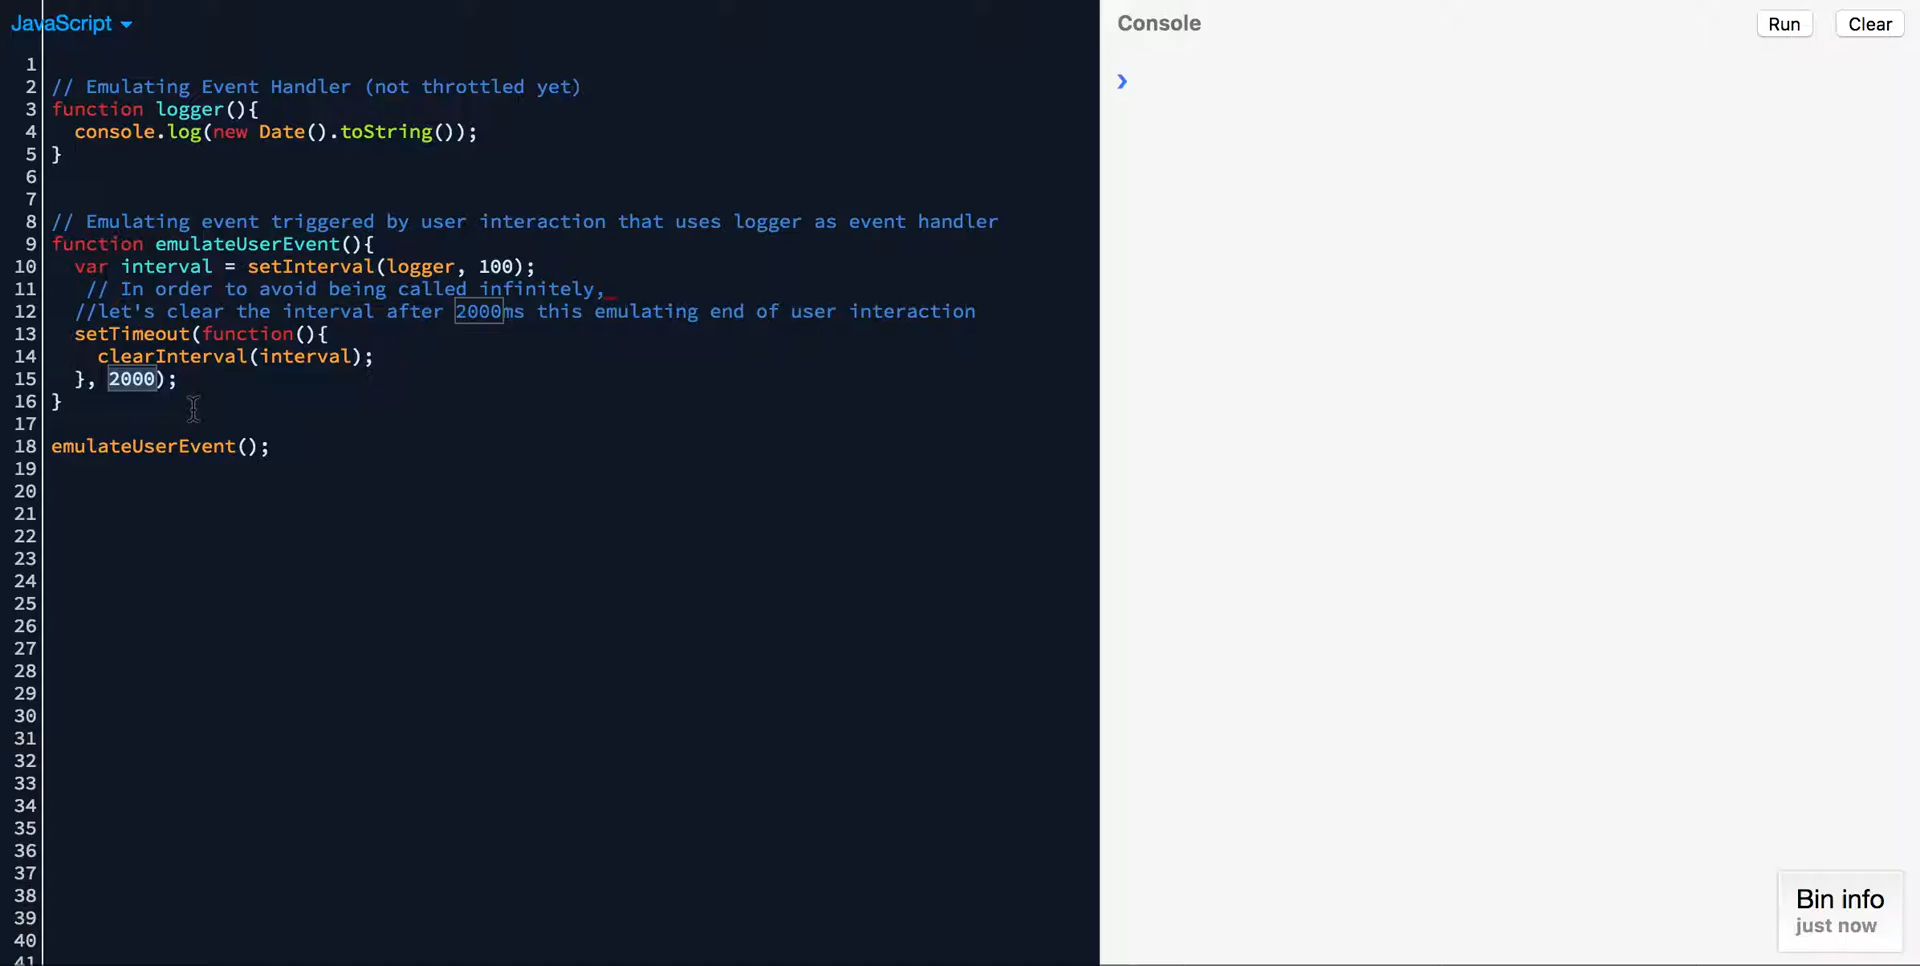 JavaScript
Console
Run
Clear
1
2 // Emulating Event Handler (not throttled yet)
3 function logger(){
4   console.log(new Date().toString());
5 }
6
7
8 // Emulating event triggered by user interaction that uses logger as event handler
9 function emulateUserEvent(){
10   var interval = setInterval(logger, 100);
11    // In order to avoid being called infinitely,
12   //let's clear the interval after 2000ms this emulating end of user interaction
13   setTimeout(function(){
14     clearInterval(interval);
15   }, 2000);
16 }
17
18 emulateUserEvent();
19
20
21
22
23
24
25
26
27
28
29
30
31
32
33
34
35
36
37
38
39
40
41
Bin info
just now